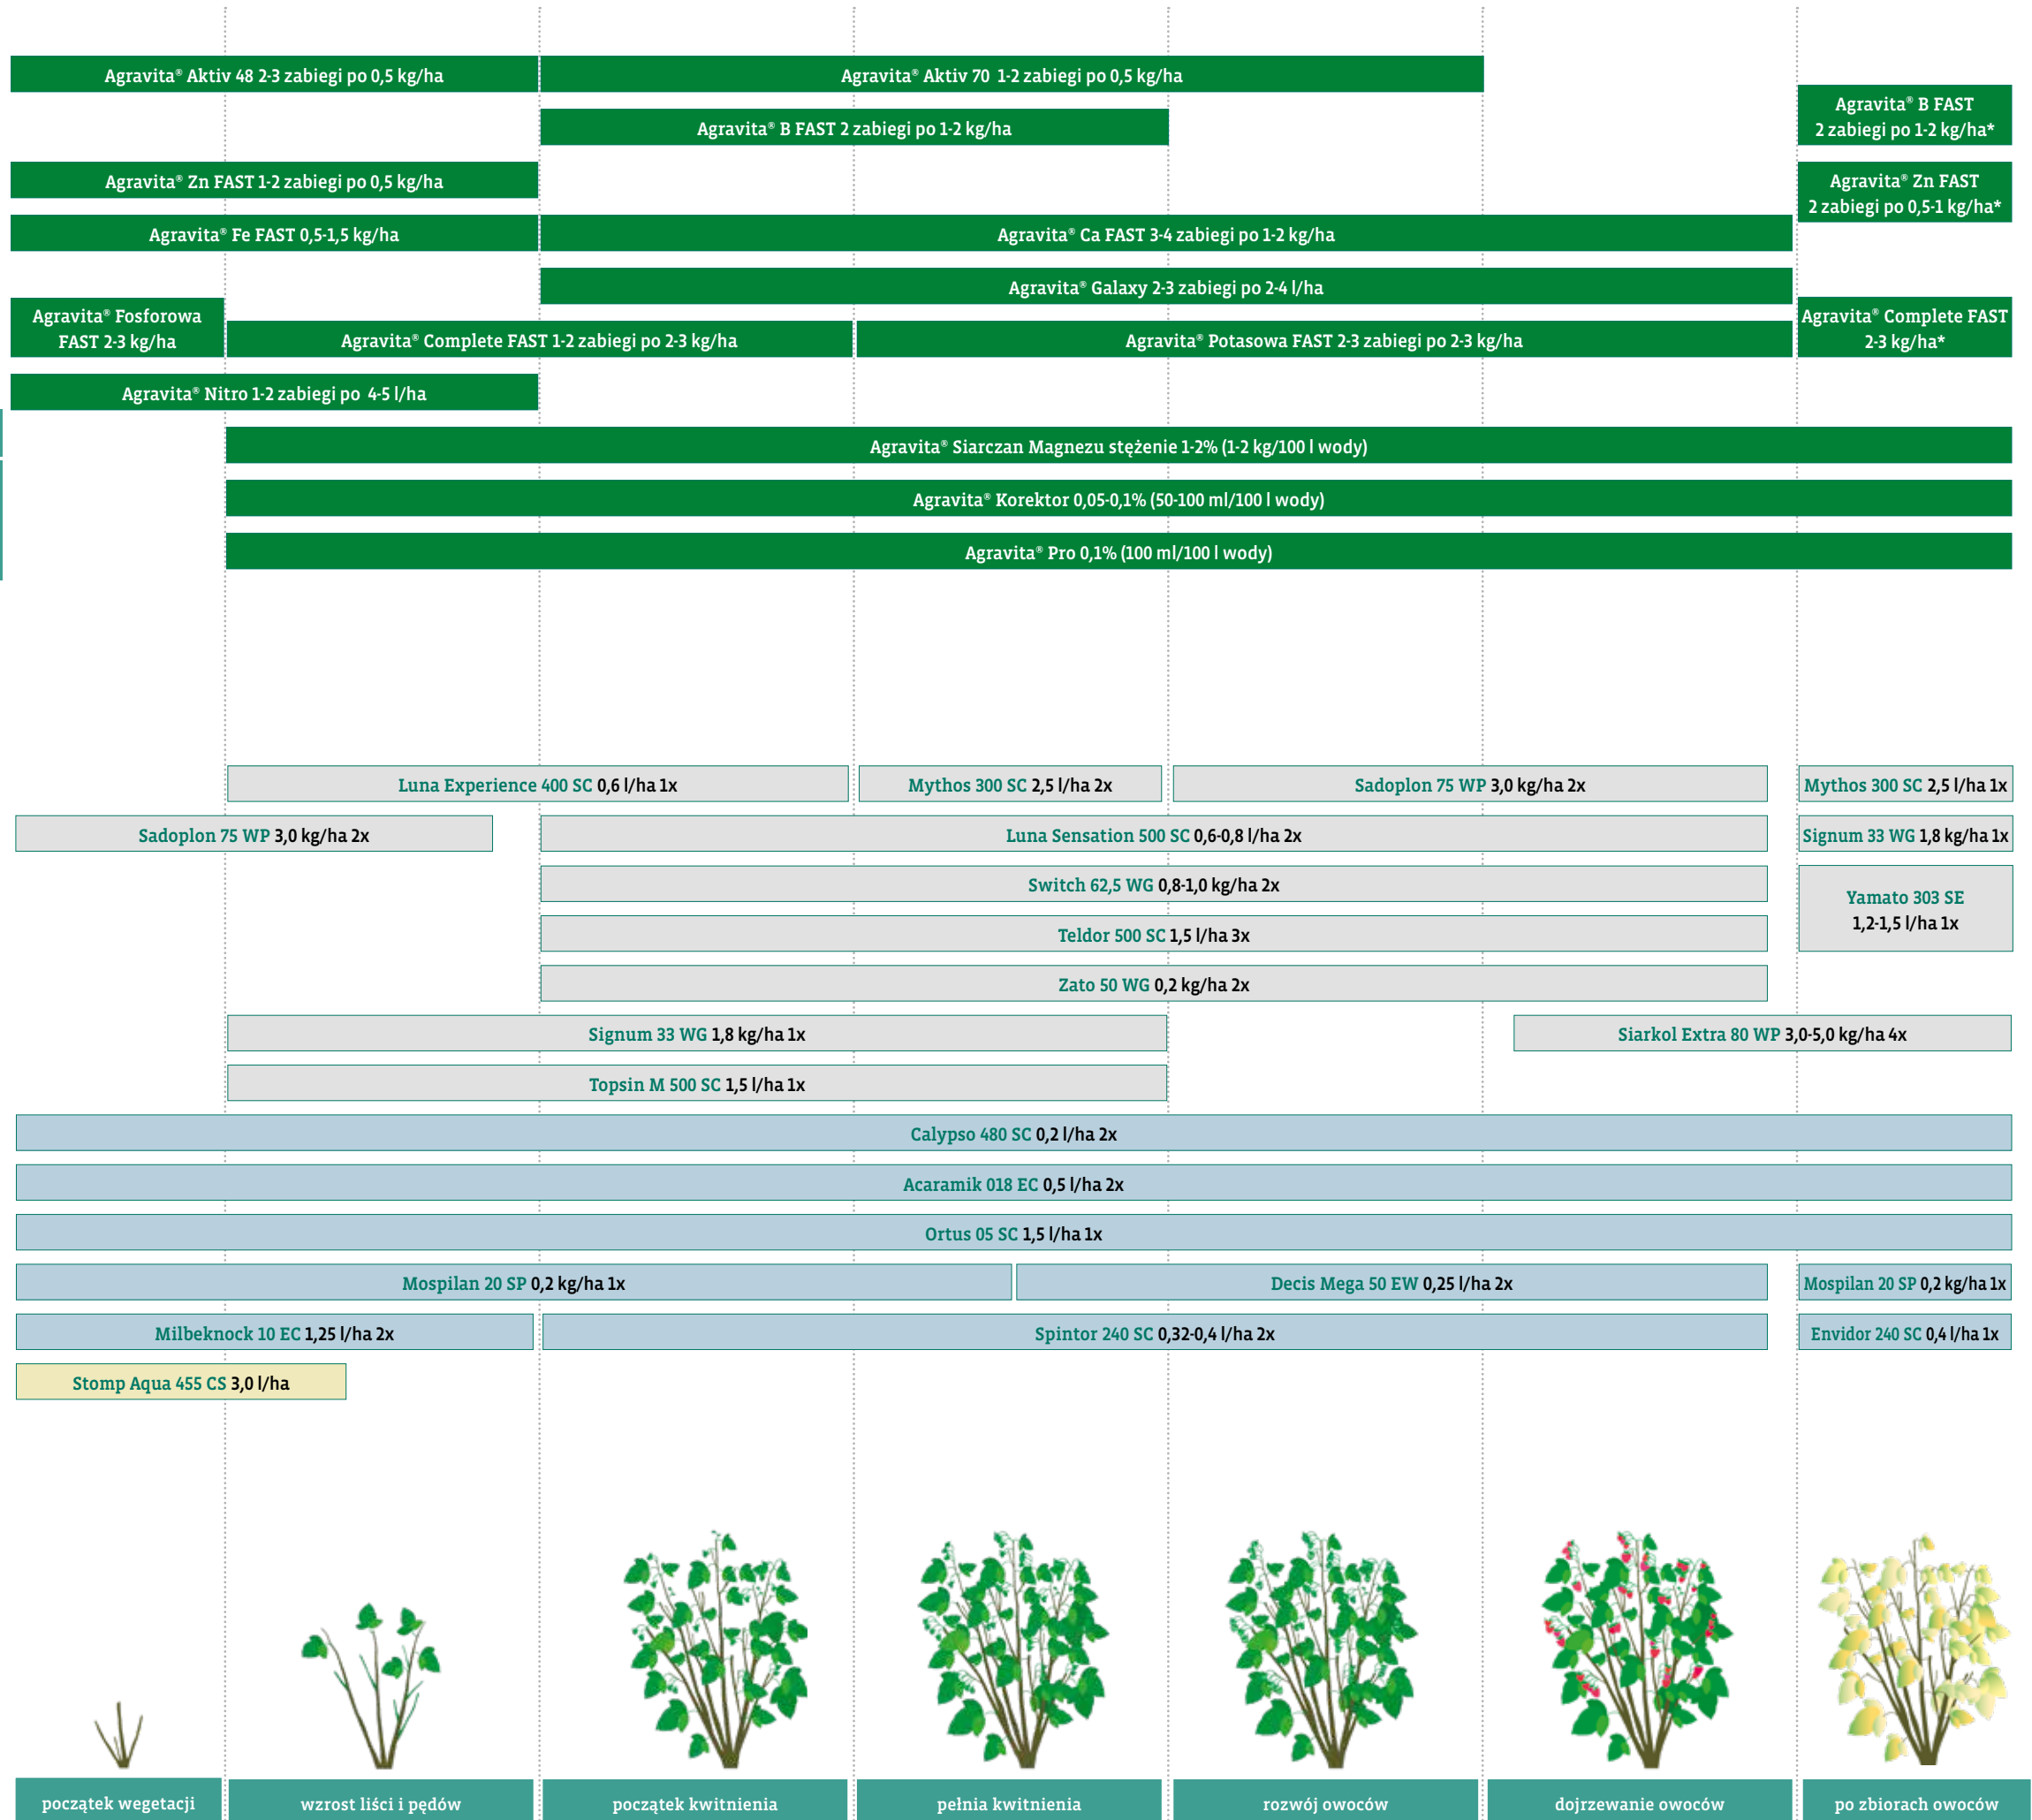 Agravita® Aktiv 48 2-3 zabiegi po 0,5 kg/ha
Agravita® Aktiv 70 1-2 zabiegi po 0,5 kg/ha
Agravita® B FAST
2 zabiegi po 1-2 kg/ha*
Agravita® B FAST 2 zabiegi po 1-2 kg/ha
Agravita® Zn FAST 1-2 zabiegi po 0,5 kg/ha
Agravita® Zn FAST
2 zabiegi po 0,5-1 kg/ha*
Agravita® Fe FAST 0,5-1,5 kg/ha
Agravita® Ca FAST 3-4 zabiegi po 1-2 kg/ha
Agravita® Galaxy 2-3 zabiegi po 2-4 l/ha
Agravita® Fosforowa
FAST 2-3 kg/ha
Agravita® Complete FAST 1-2 zabiegi po 2-3 kg/ha
Agravita® Potasowa FAST 2-3 zabiegi po 2-3 kg/ha
Agravita® Complete FAST
2-3 kg/ha*
Agravita® Nitro 1-2 zabiegi po 4-5 l/ha
Agravita® Siarczan Magnezu stężenie 1-2% (1-2 kg/100 l wody)
Agravita® Korektor 0,05-0,1% (50-100 ml/100 l wody)
Agravita® Pro 0,1% (100 ml/100 l wody)
Luna Experience 400 SC 0,6 l/ha 1x
Mythos 300 SC 2,5 l/ha 2x
Sadoplon 75 WP 3,0 kg/ha 2x
Mythos 300 SC 2,5 l/ha 1x
Sadoplon 75 WP 3,0 kg/ha 2x
Luna Sensation 500 SC 0,6-0,8 l/ha 2x
Signum 33 WG 1,8 kg/ha 1x
Switch 62,5 WG 0,8-1,0 kg/ha 2x
Yamato 303 SE
1,2-1,5 l/ha 1x
Teldor 500 SC 1,5 l/ha 3x
Zato 50 WG 0,2 kg/ha 2x
Signum 33 WG 1,8 kg/ha 1x
Siarkol Extra 80 WP 3,0-5,0 kg/ha 4x
Topsin M 500 SC 1,5 l/ha 1x
Calypso 480 SC 0,2 l/ha 2x
Acaramik 018 EC 0,5 l/ha 2x
Ortus 05 SC 1,5 l/ha 1x
Mospilan 20 SP 0,2 kg/ha 1x
Decis Mega 50 EW 0,25 l/ha 2x
Mospilan 20 SP 0,2 kg/ha 1x
Milbeknock 10 EC 1,25 l/ha 2x
Spintor 240 SC 0,32-0,4 l/ha 2x
Envidor 240 SC 0,4 l/ha 1x
Stomp Aqua 455 CS 3,0 l/ha
początek wegetacji
wzrost liści i pędów
początek kwitnienia
pełnia kwitnienia
rozwój owoców
dojrzewanie owoców
po zbiorach owoców